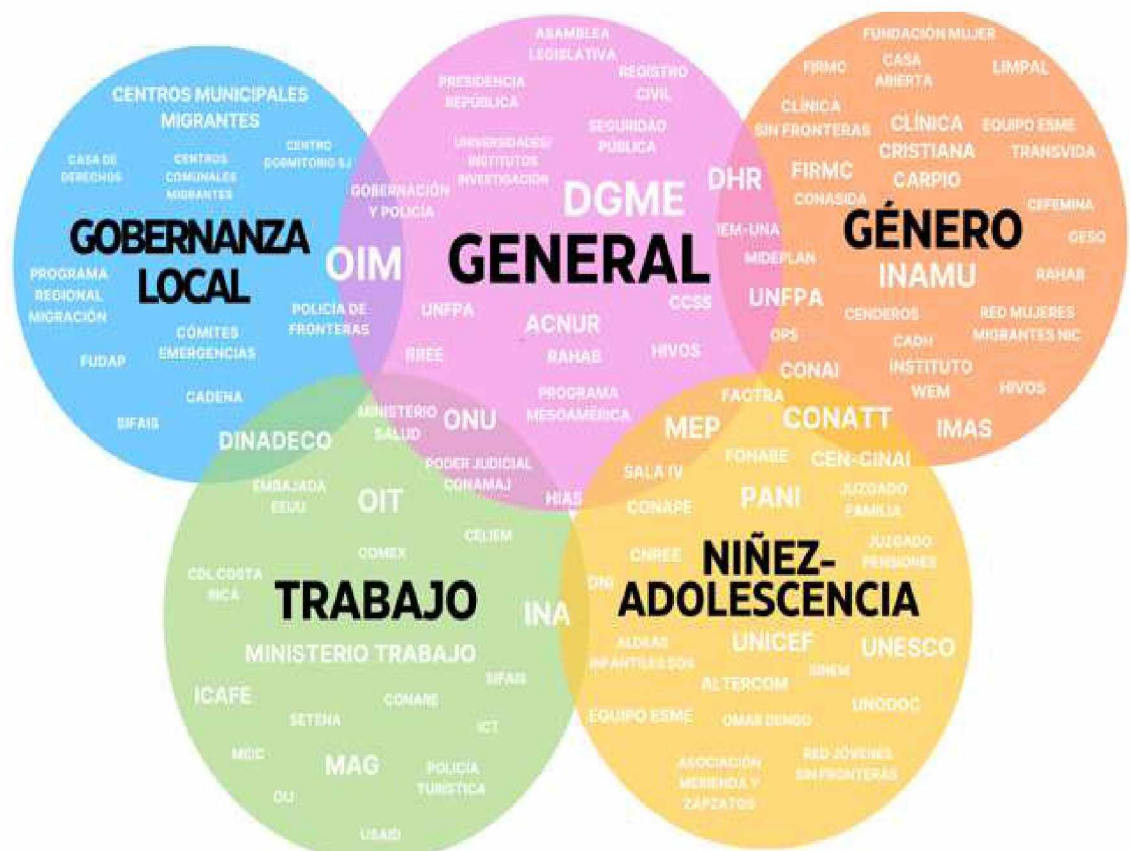 CENTROS MUNICIPALES
MIGRANTES
CASA DE
DERECHOS
CENTROS
COMUNALES
MIGRANTES
CENTRO
DORMITORIO SJ
GOBERNANZA
LOCAL
PROGRAMA
REGIONAL
MIGRACIÓN
POLICÍA DE
FRONTERAS
CÓMITES
EMERGENCIAS
FUDAP
CADENA
SIFAIS
DINADECO
GOBERNACIÓN
Y POLICÍA
OIM
ASAMBLEA
LEGISLATIVA
PRESIDENCIA
REPÚBLICA
REGISTRO
CIVIL
UNIVERSIDADES/
INSTITUTOS
INVESTIGACIÓN
SEGURIDAD
PÚBLICA
DGME
GENERAL
UNFPA
CCSS
ACNUR
RREE
RAHAB
HIVOS
PROGRAMA
MESOAMÉRICA
MINISTERIO
SALUD
ONU
PODER JUDICIAL
CONAMAJ
HIAS
DHR
IEM-UNA
MIDEPLAN
UNFPA
OPS
FUNDACIÓN MUJER
FIRMC
CASA
ABIERTA
LIMPAL
CLÍNICA
SIN FRONTERAS
CLÍNICA
CRISTIANA
CARPIO
EQUIPO ESME
TRANSVIDA
FIRMC
CONASIDA
CEFEMINA
GÉNERO
GESO
INAMU
RAHAB
CENDEROS
RED MUJERES
MIGRANTES NIC
CADH
INSTITUTO
WEM
CONAI
HIVOS
IMAS
FACTRA
CONATT
MEP
SALA IV
FONABE
CEN-CINAI
CONAPE
PANI
JUZGADO
FAMILIA
CNREE
JUZGADO
PENSIONES
DNI
NIÑEZ-
ADOLESCENCIA
ALDEAS
INFANTILES SOS
UNICEF
UNESCO
SINEM
ALTERCOM
UNODOC
EQUIPO ESME
OMAR DENGO
ASOCIACIÓN
MERIENDA Y
ZAPZATOS
RED JÓVENES
SIN FRONTERAS
EMBAJADA
EEUU
OIT
CELIEM
COMEX
CDL COSTA
RICA
TRABAJO
INA
MINISTERIO TRABAJO
ICAFE
SIFAIS
CONARE
SETENA
ICT
MEIC
MAG
POLICÍA
TURÍSTICA
OIJ
USAID